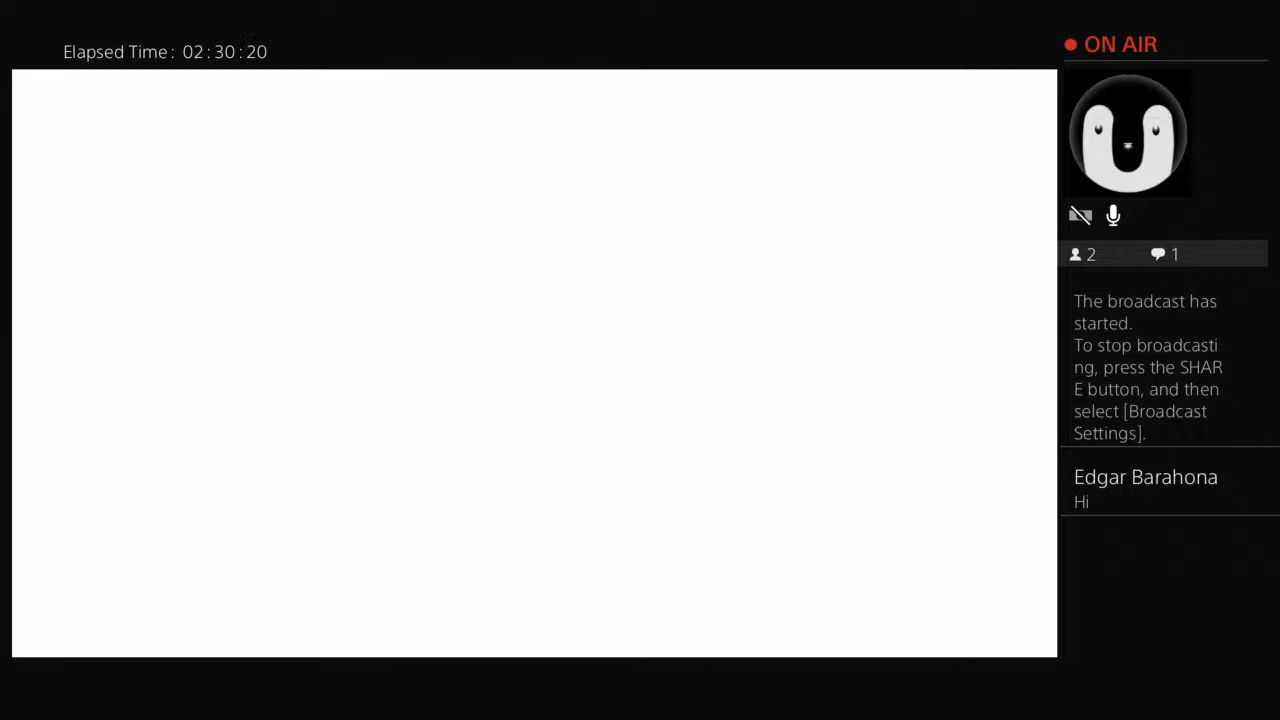 Elapsed Time: 02:30:20
ON AIR
2
1
The broadcast has
started.
To stop broadcasti
ng, press the SHAR
E button, and then
select [Broadcast
Settings].
Edgar Barahona
Hi